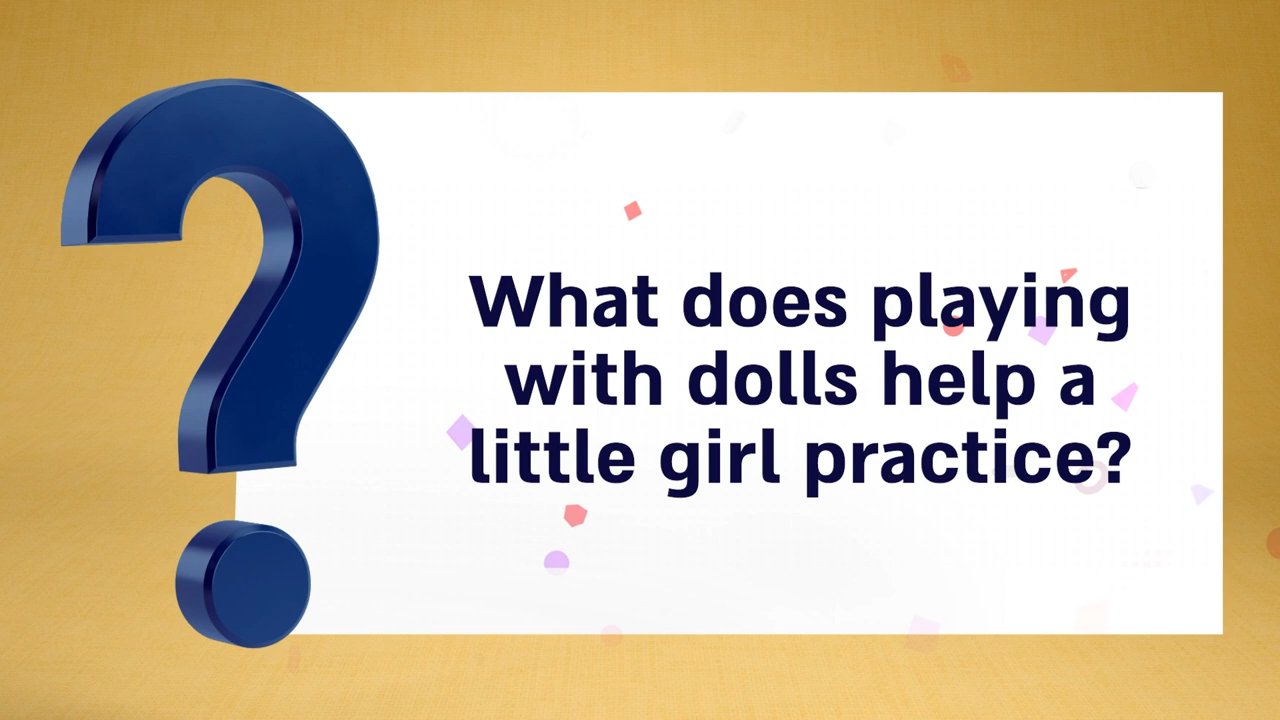 What does playing
with dolls help a
little girl practice?